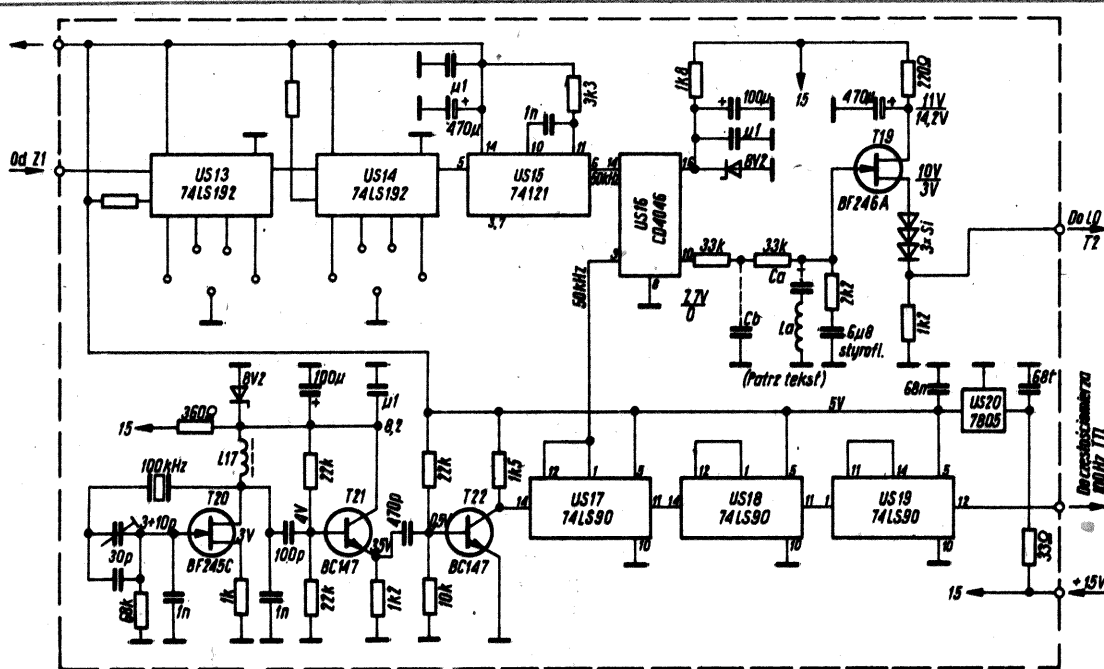 Od Z1
US13
74LS192
US14
74LS192
5
µ1
470µ
14
3k3
1n
10
11
US15
74121
3,7
6
14
50kHz
US16
CD4046
16
9
10
8
50kHz
1k8
100µ
µ1
8V2
15
220Ω
470µ
11V
14,2V
T19
BF246A
10V
3V
3x Si
Do LO
T2
33k
33k
2,7V
0
Cb
Ca
La
(Patrz tekst)
2k2
6µ8
styrofl.
1k2
8V2
360Ω
15
L17
100kHz
3÷10p
30p
68k
1n
T20
BF245C
3V
1k
1n
100µ
µ1
8,2
22k
4V
100p
22k
T21
BC147
3,5V
1k2
470p
22k
10k
T22
BC147
1k5
5V
14
12
1
5
US17
74LS90
11
10
14
12
1
5
US18
74LS90
11
10
1
11
14
5
US19
74LS90
12
10
68n
US20
7805
33Ω
15
+15V
Do częstościomierza
100Hz TTL